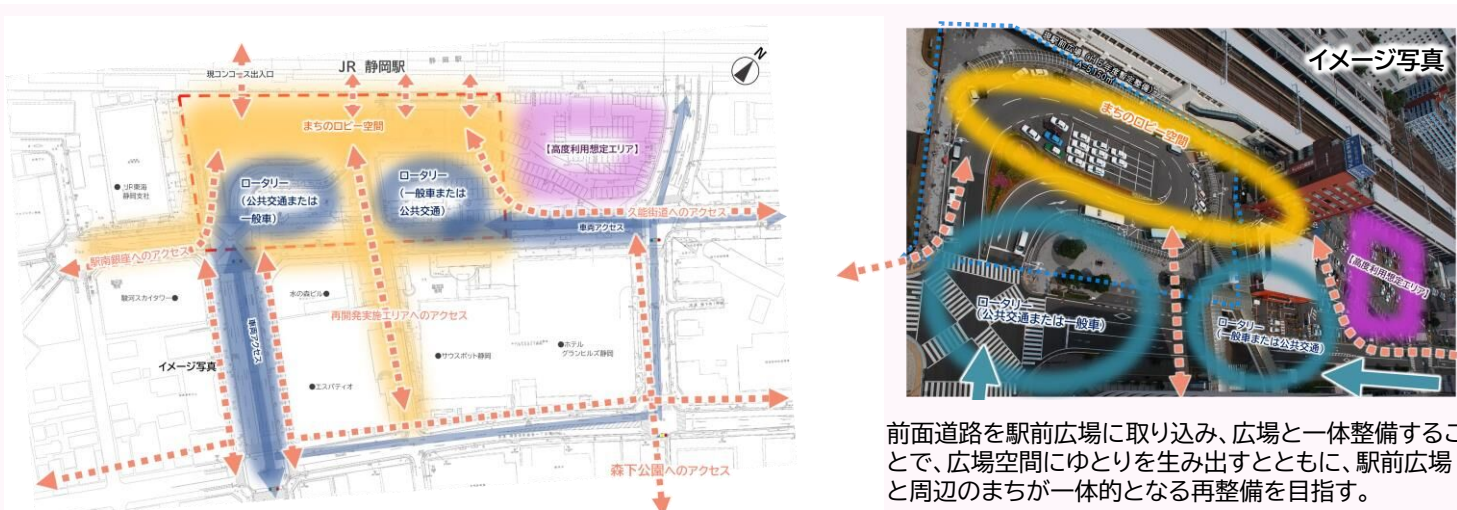 JR 静岡駅
静岡駅
現コンコース出入口
N
まちのロビー空間
【高度利用想定エリア】
●JR東海
静岡支社
ロータリー
(公共交通または
一般車)
ロータリー
(一般車または
公共交通)
久能街道へのアクセス
車両アクセス
駅南銀座へのアクセス
駿河スカイタワー●
水の森ビル●
再開発実施エリアへのアクセス
車両アクセス
●サウスポット静岡
●ホテル
グランヒルズ静岡
イメージ写真
●エスパティオ
森下公園へのアクセス
イメージ写真
まちのロビー空間
【高度利用想定エリア】
ロータリー
(公共交通または一般車)
ロータリー
(一般車または公共交通)
前面道路を駅前広場に取り込み、広場と一体整備するこ
とで、広場空間にゆとりを生み出すとともに、駅前広場
と周辺のまちが一体的となる再整備を目指す。